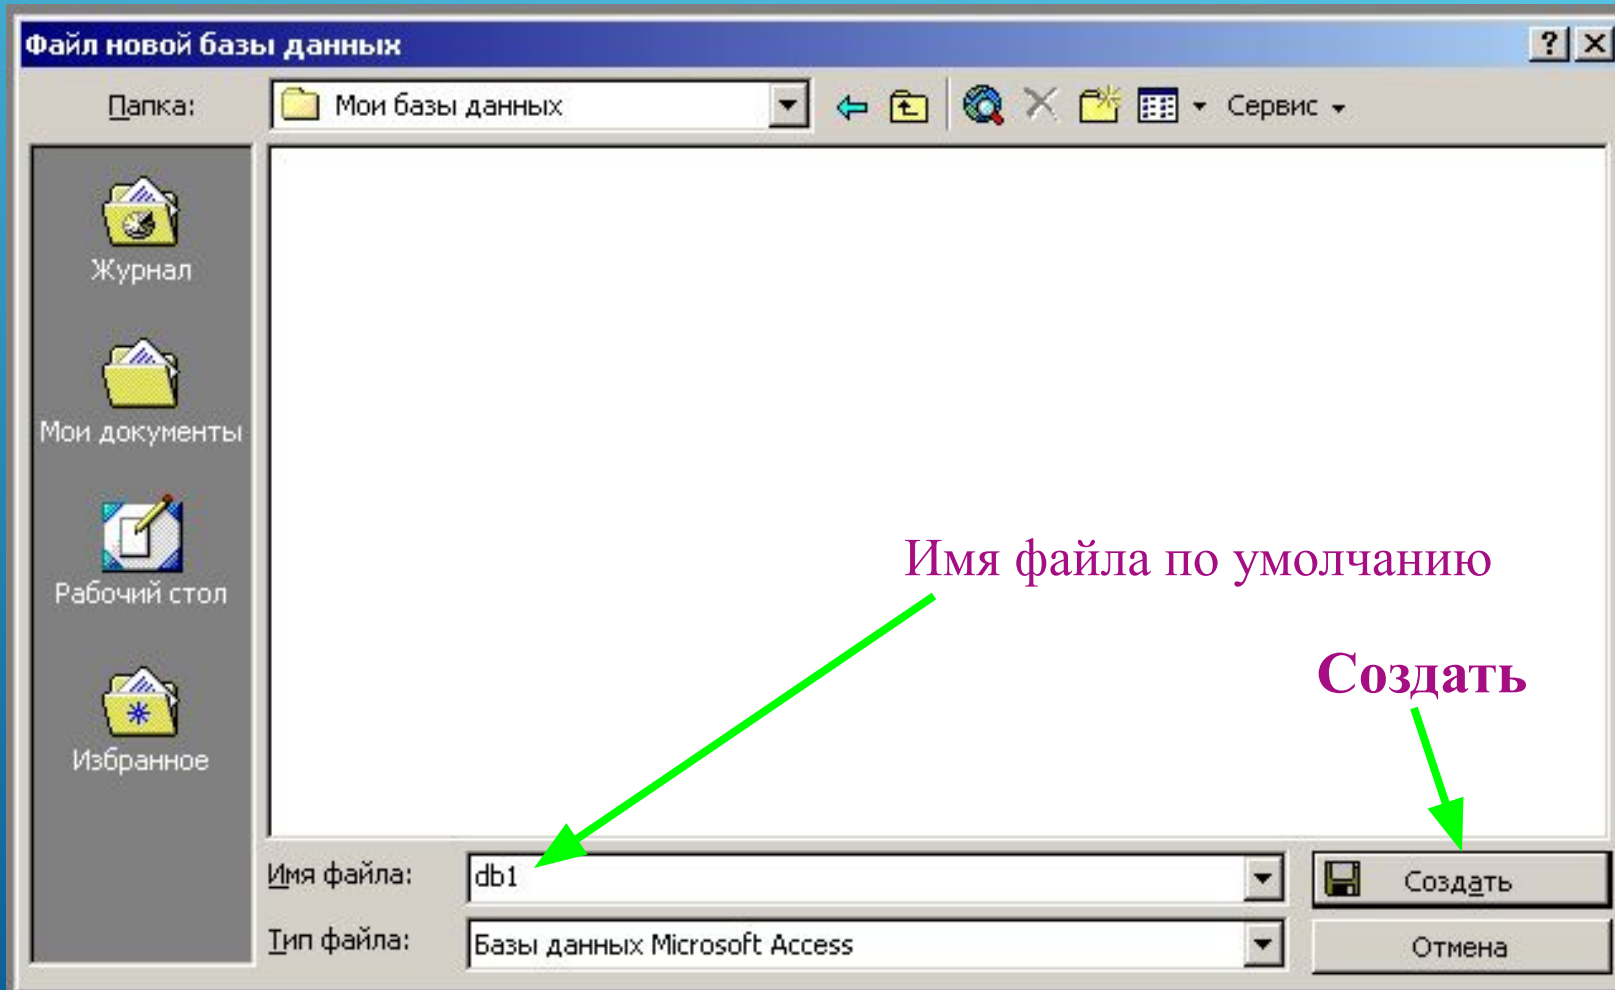 Файл новой базы данных
Папка:
Мои базы данных
Сервис
Журнал
Мои документы
Рабочий стол
Избранное
Имя файла по умолчанию
Создать
Имя файла:
db1
Создать
Тип файла:
Базы данных Microsoft Access
Отмена